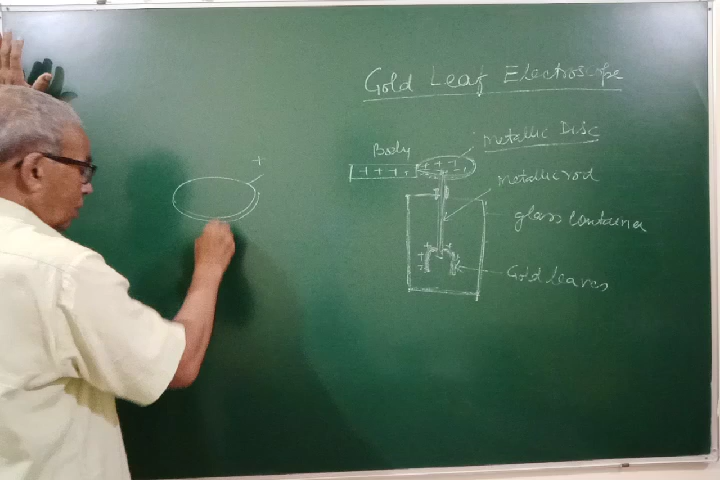 Gold Leaf Electroscope
Metallic Disc
Body
+ + + +
+ + + -
Metallic rod
glass container
Gold leaves
+